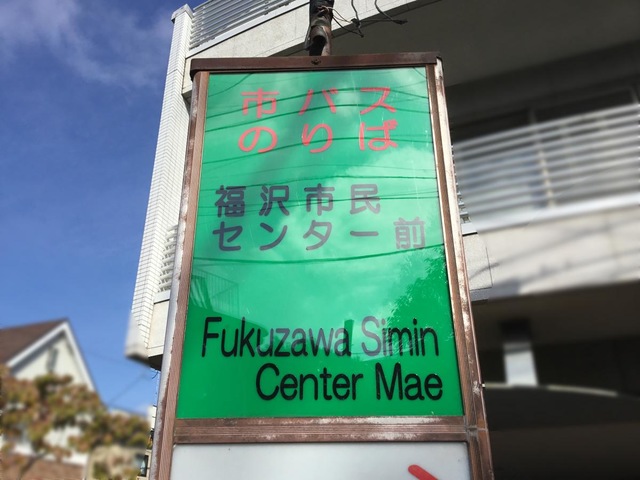 市バス
のりば
福沢市民
センター前
Fukuzawa Simin
Center Mae